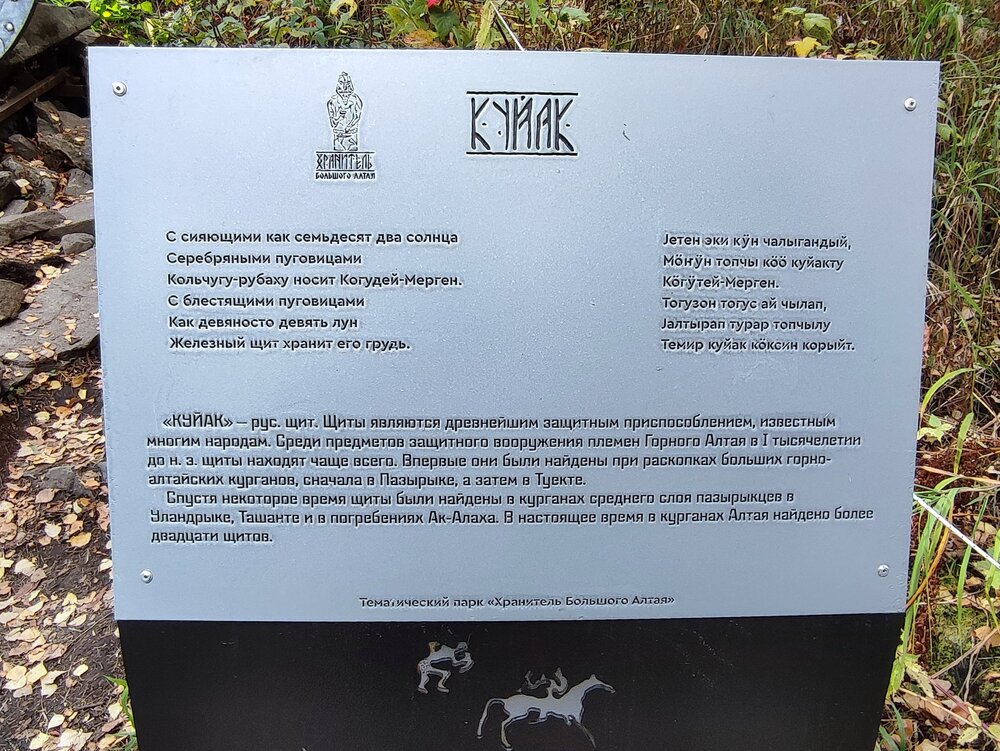 ХРАНИТЕЛЬ
БОЛЬШОГО АЛТАЯ
КУЙАК
С сияющими как семьдесят два солнца
Серебряными пуговицами
Кольчугу-рубаху носит Когудей-Мерген.
С блестящими пуговицами
Как девяносто девять лун
Железный щит хранит его грудь.
Jетен эки кӱн чалыгандый,
Мӧҥӱн топчы кӧӧ куйакту
Кӧгӱтей-Мерген.
Тогузон тогус ай чылап,
Jалтырап турар топчылу
Темир куйак кӧксин корыйт.
«КУЙАК» – рус. щит. Щиты являются древнейшим защитным приспособлением, известным
многим народам. Среди предметов защитного вооружения племен Горного Алтая в I тысячелетии
до н. э. щиты находят чаще всего. Впервые они были найдены при раскопках больших горно-
алтайских курганов, сначала в Пазырыке, а затем в Туекте.
Спустя некоторое время щиты были найдены в курганах среднего слоя пазырыкцев в
Уландрыке, Ташанте и в погребениях Ак-Алаха. В настоящее время в курганах Алтая найдено более
двадцати щитов.
Тематический парк «Хранитель Большого Алтая»